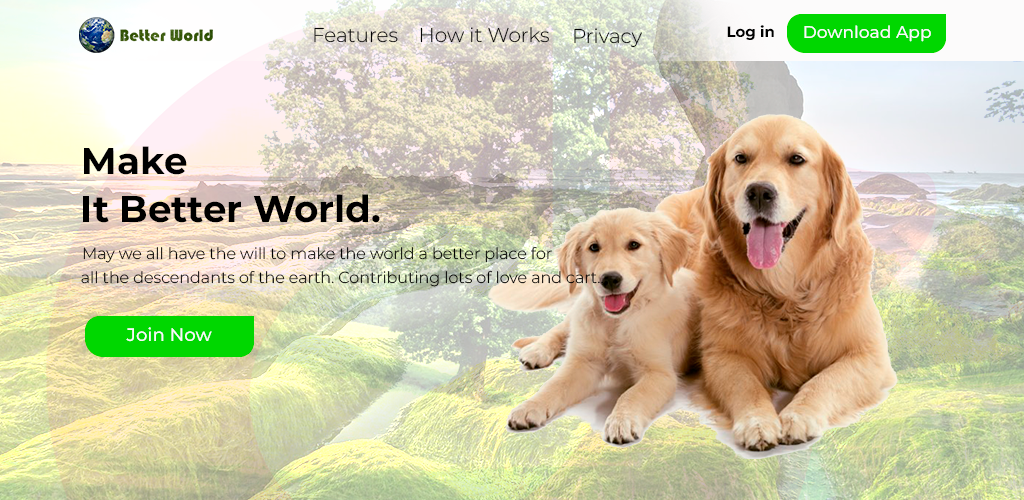 Better World
Features
How it Works
Privacy
Log in
Download App
Make
It Better World.
May we all have the will to make the world a better place for
all the descendants of the earth. Contributing lots of love and cart..
Join Now